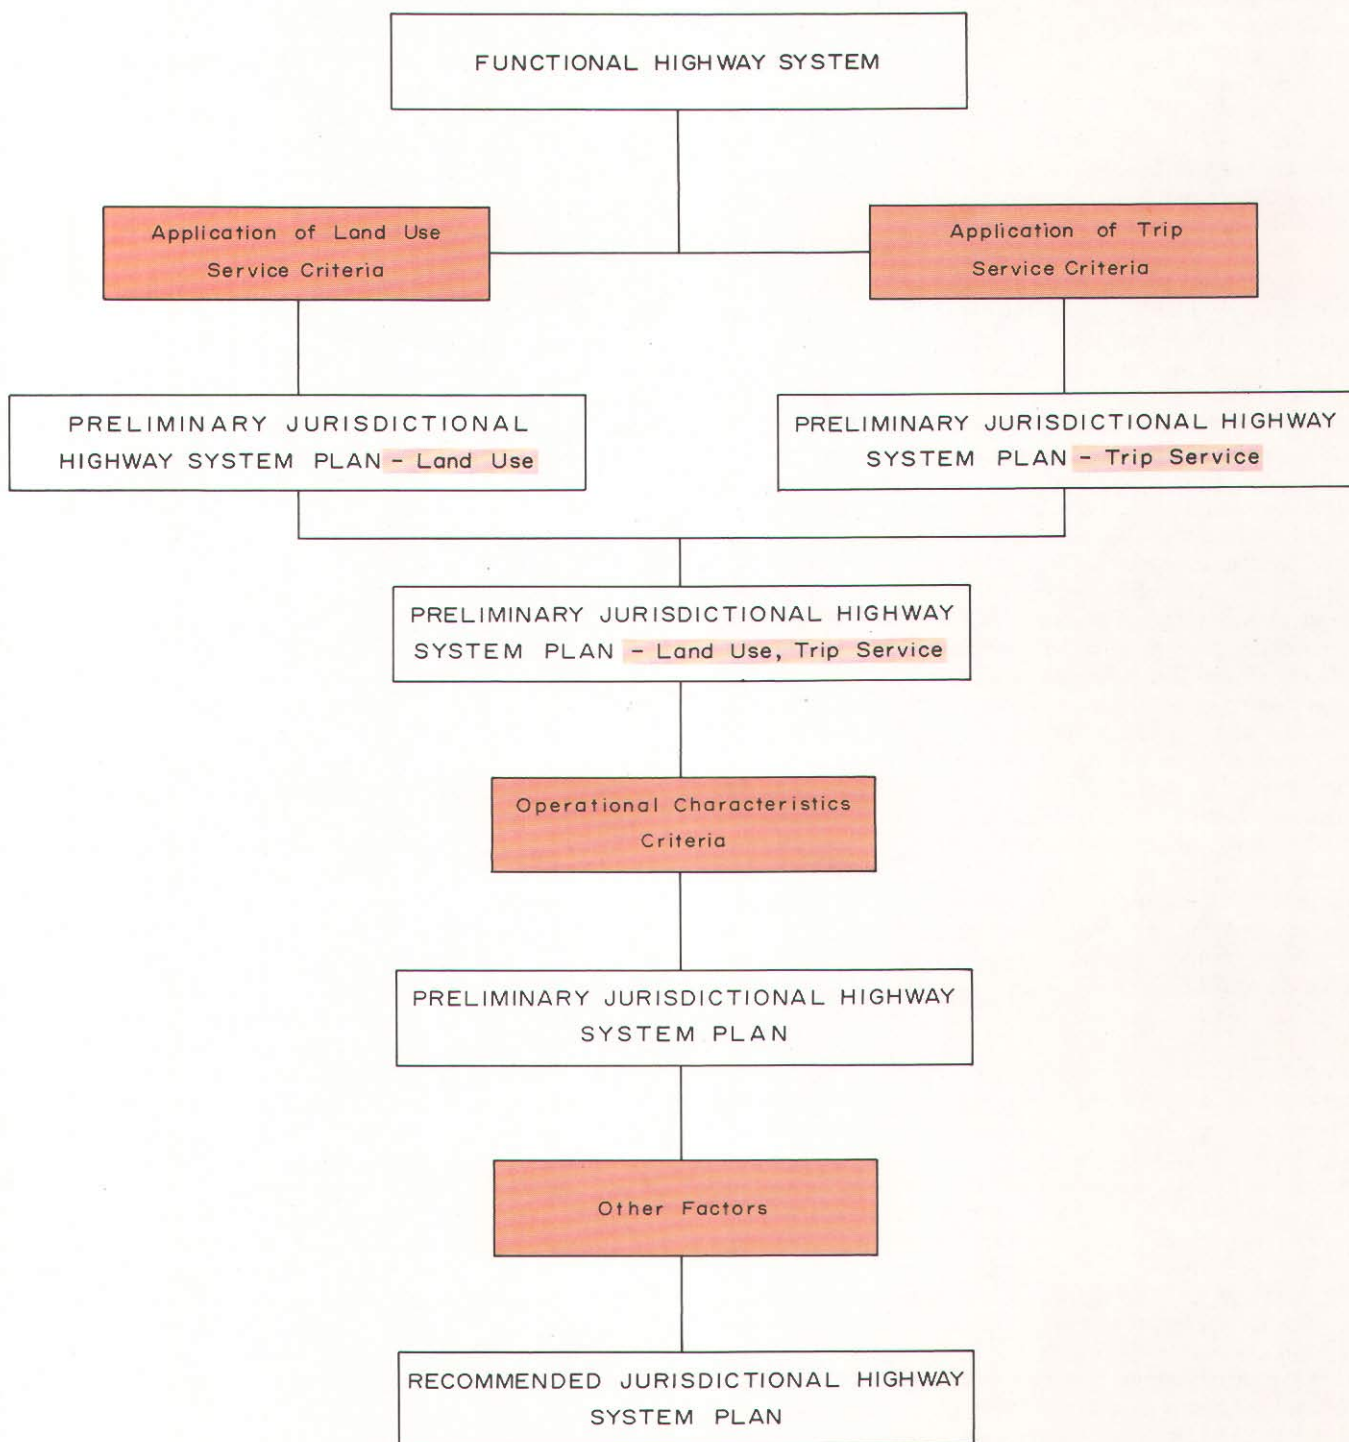 FUNCTIONAL HIGHWAY SYSTEM
Application of Land Use
Service Criteria
Application of Trip
Service Criteria
PRELIMINARY JURISDICTIONAL
HIGHWAY SYSTEM PLAN - Land Use
PRELIMINARY JURISDICTIONAL HIGHWAY
SYSTEM PLAN - Trip Service
PRELIMINARY JURISDICTIONAL HIGHWAY
SYSTEM PLAN - Land Use, Trip Service
Operational Characteristics
Criteria
PRELIMINARY JURISDICTIONAL HIGHWAY
SYSTEM PLAN
Other Factors
RECOMMENDED JURISDICTIONAL HIGHWAY
SYSTEM PLAN